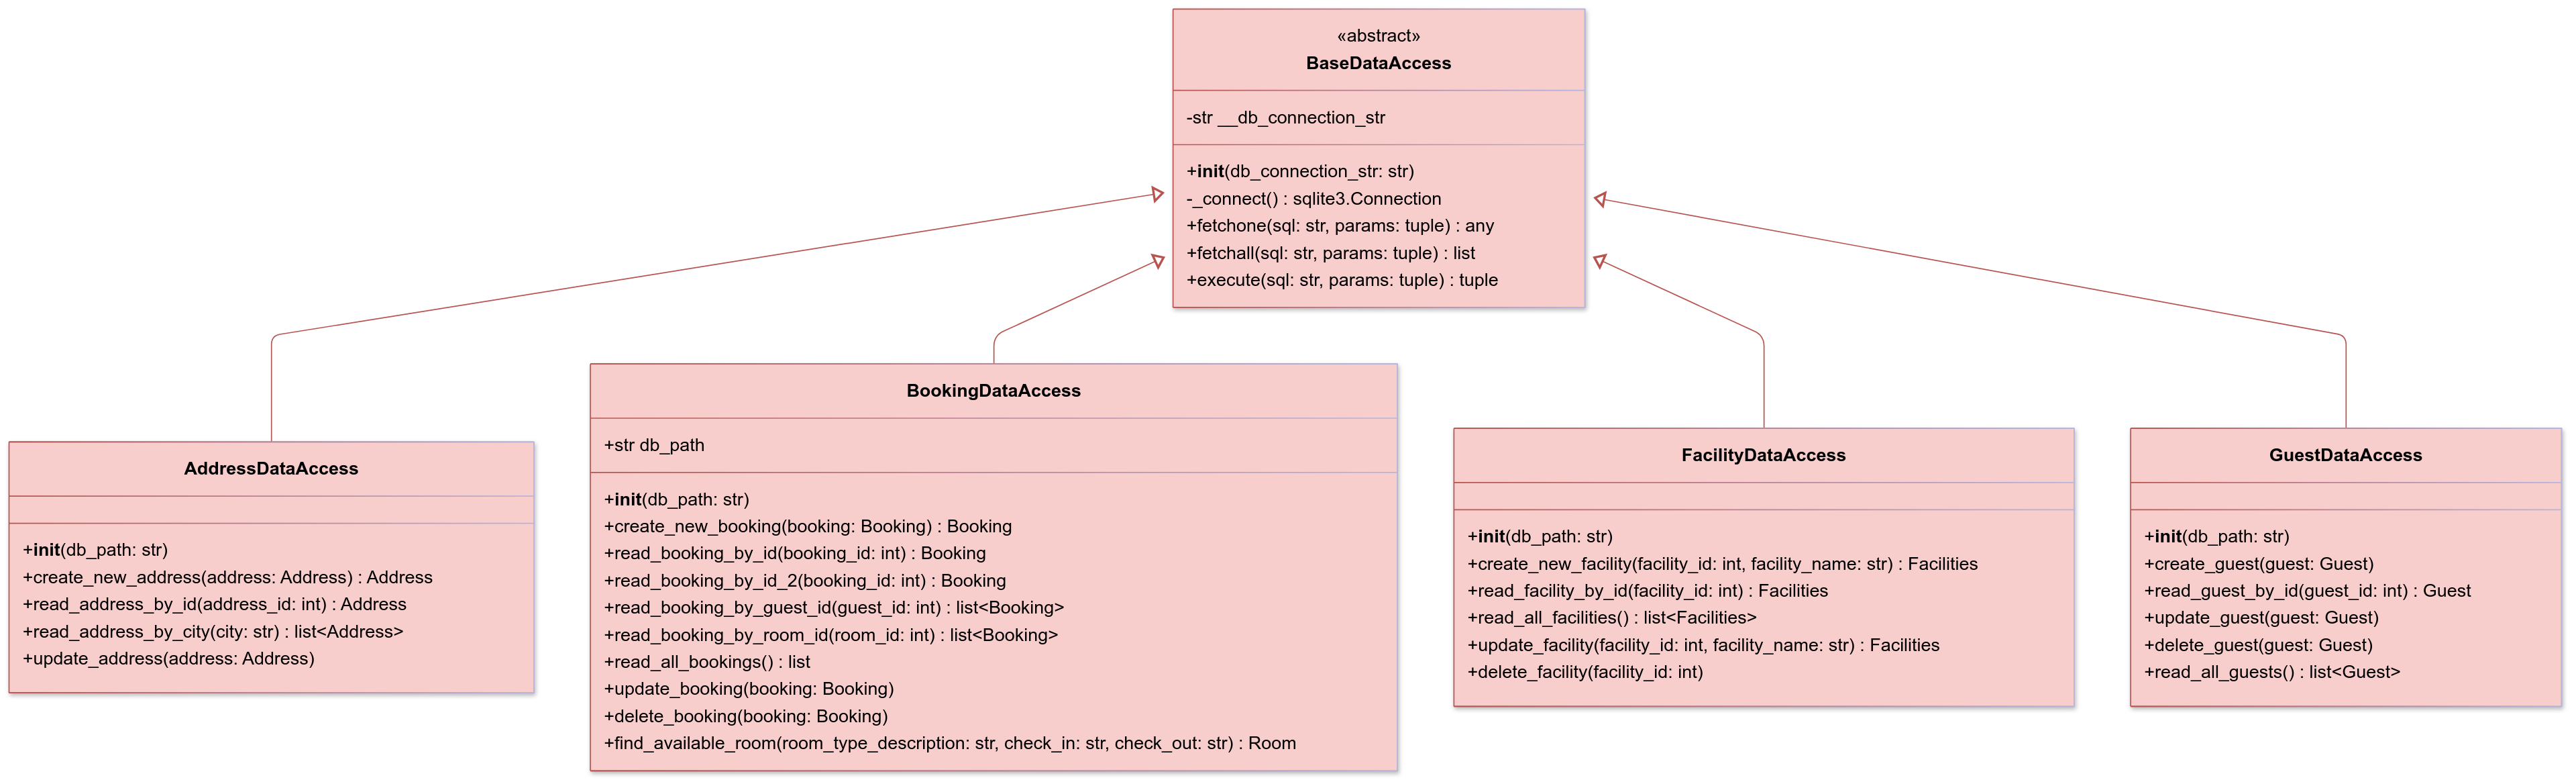 «abstract»
BaseDataAccess
-str __db_connection_str
+init(db_connection_str: str)
-_connect() : sqlite3.Connection
+fetchone(sql: str, params: tuple) : any
+fetchall(sql: str, params: tuple) : list
+execute(sql: str, params: tuple) : tuple
AddressDataAccess
+init(db_path: str)
+create_new_address(address: Address) : Address
+read_address_by_id(address_id: int) : Address
+read_address_by_city(city: str) : list<Address>
+update_address(address: Address)
BookingDataAccess
+str db_path
+init(db_path: str)
+create_new_booking(booking: Booking) : Booking
+read_booking_by_id(booking_id: int) : Booking
+read_booking_by_id_2(booking_id: int) : Booking
+read_booking_by_guest_id(guest_id: int) : list<Booking>
+read_booking_by_room_id(room_id: int) : list<Booking>
+read_all_bookings() : list
+update_booking(booking: Booking)
+delete_booking(booking: Booking)
+find_available_room(room_type_description: str, check_in: str, check_out: str) : Room
FacilityDataAccess
+init(db_path: str)
+create_new_facility(facility_id: int, facility_name: str) : Facilities
+read_facility_by_id(facility_id: int) : Facilities
+read_all_facilities() : list<Facilities>
+update_facility(facility_id: int, facility_name: str) : Facilities
+delete_facility(facility_id: int)
GuestDataAccess
+init(db_path: str)
+create_guest(guest: Guest)
+read_guest_by_id(guest_id: int) : Guest
+update_guest(guest: Guest)
+delete_guest(guest: Guest)
+read_all_guests() : list<Guest>